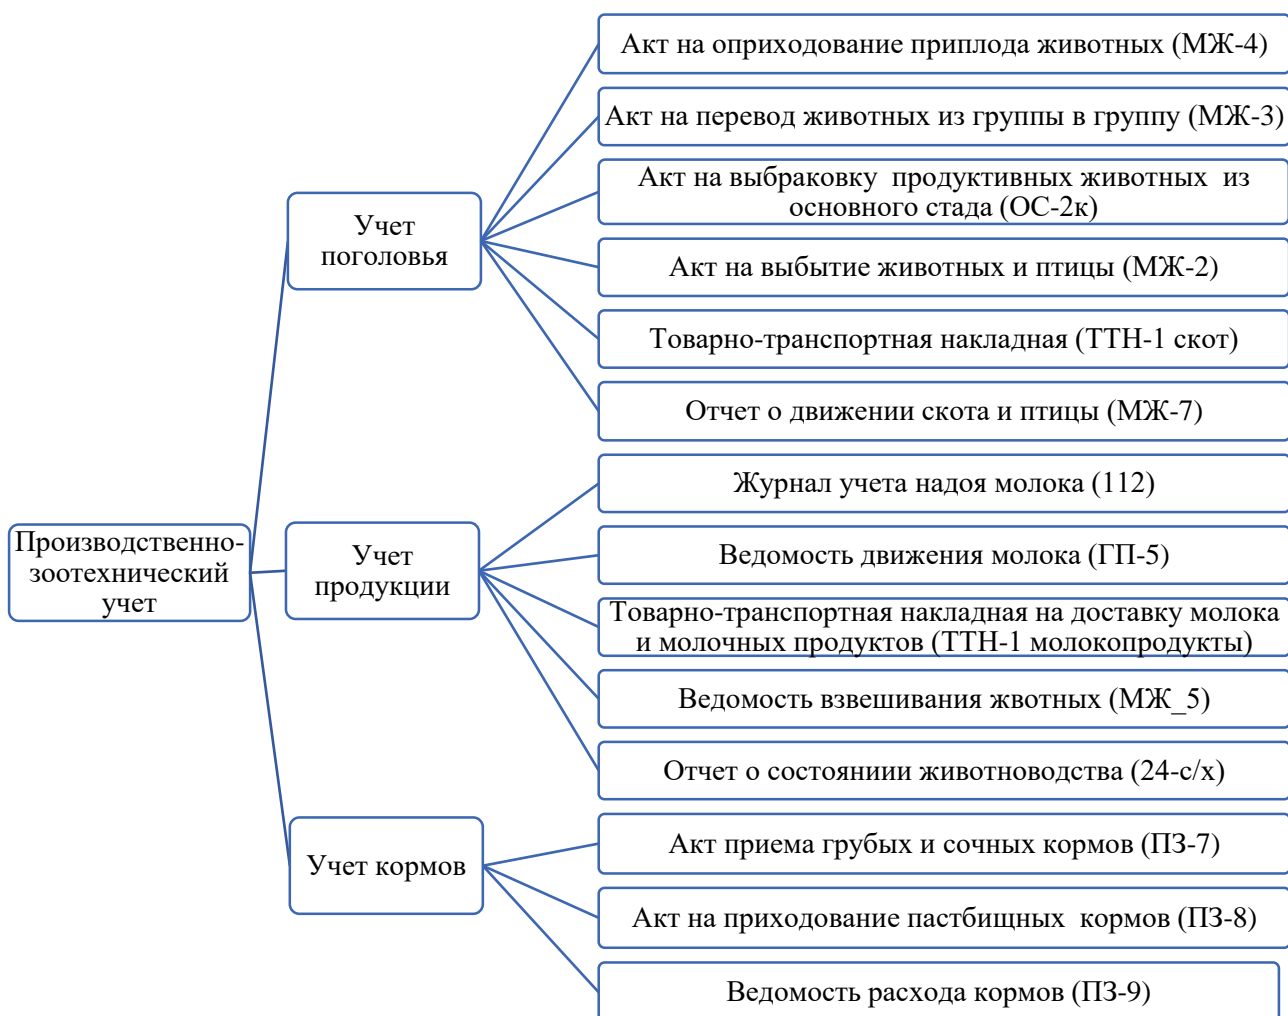 Акт на оприходование приплода животных (МЖ-4)
Акт на перевод животных из группы в группу (МЖ-3)
Акт на выбраковку продуктивных животных из
основного стада (ОС-2к)
Учет
поголовья
Акт на выбытие животных и птицы (МЖ-2)
Товарно-транспортная накладная (ТТН-1 скот)
Отчет о движении скота и птицы (МЖ-7)
Журнал учета надоя молока (112)
Производственно-
зоотехнический
учет
Учет
продукции
Ведомость движения молока (ГП-5)
Товарно-транспортная накладная на доставку молока
и молочных продуктов (ТТН-1 молокопродукты)
Ведомость взвешивания жвотных (МЖ_5)
Отчет о состояниии животноводства (24-с/х)
Учет кормов
Акт приема грубых и сочных кормов (ПЗ-7)
Акт на приходование пастбищных кормов (ПЗ-8)
Ведомость расхода кормов (ПЗ-9)